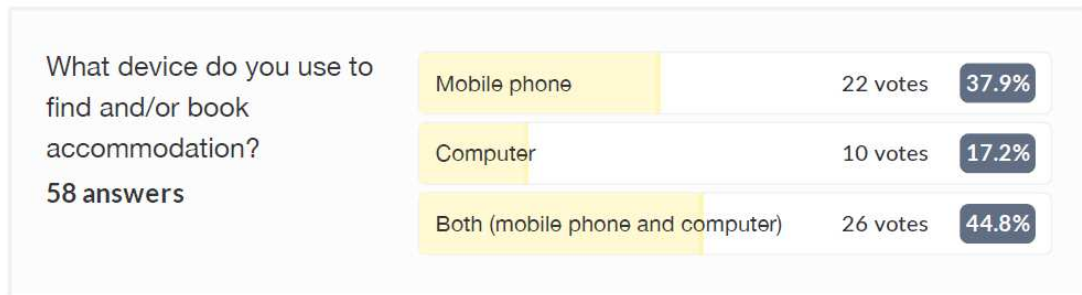 What device do you use to
find and/or book
accommodation?
58 answers
Mobile phone 22 votes 37.9%
Computer 10 votes 17.2%
Both (mobile phone and computer) 26 votes 44.8%